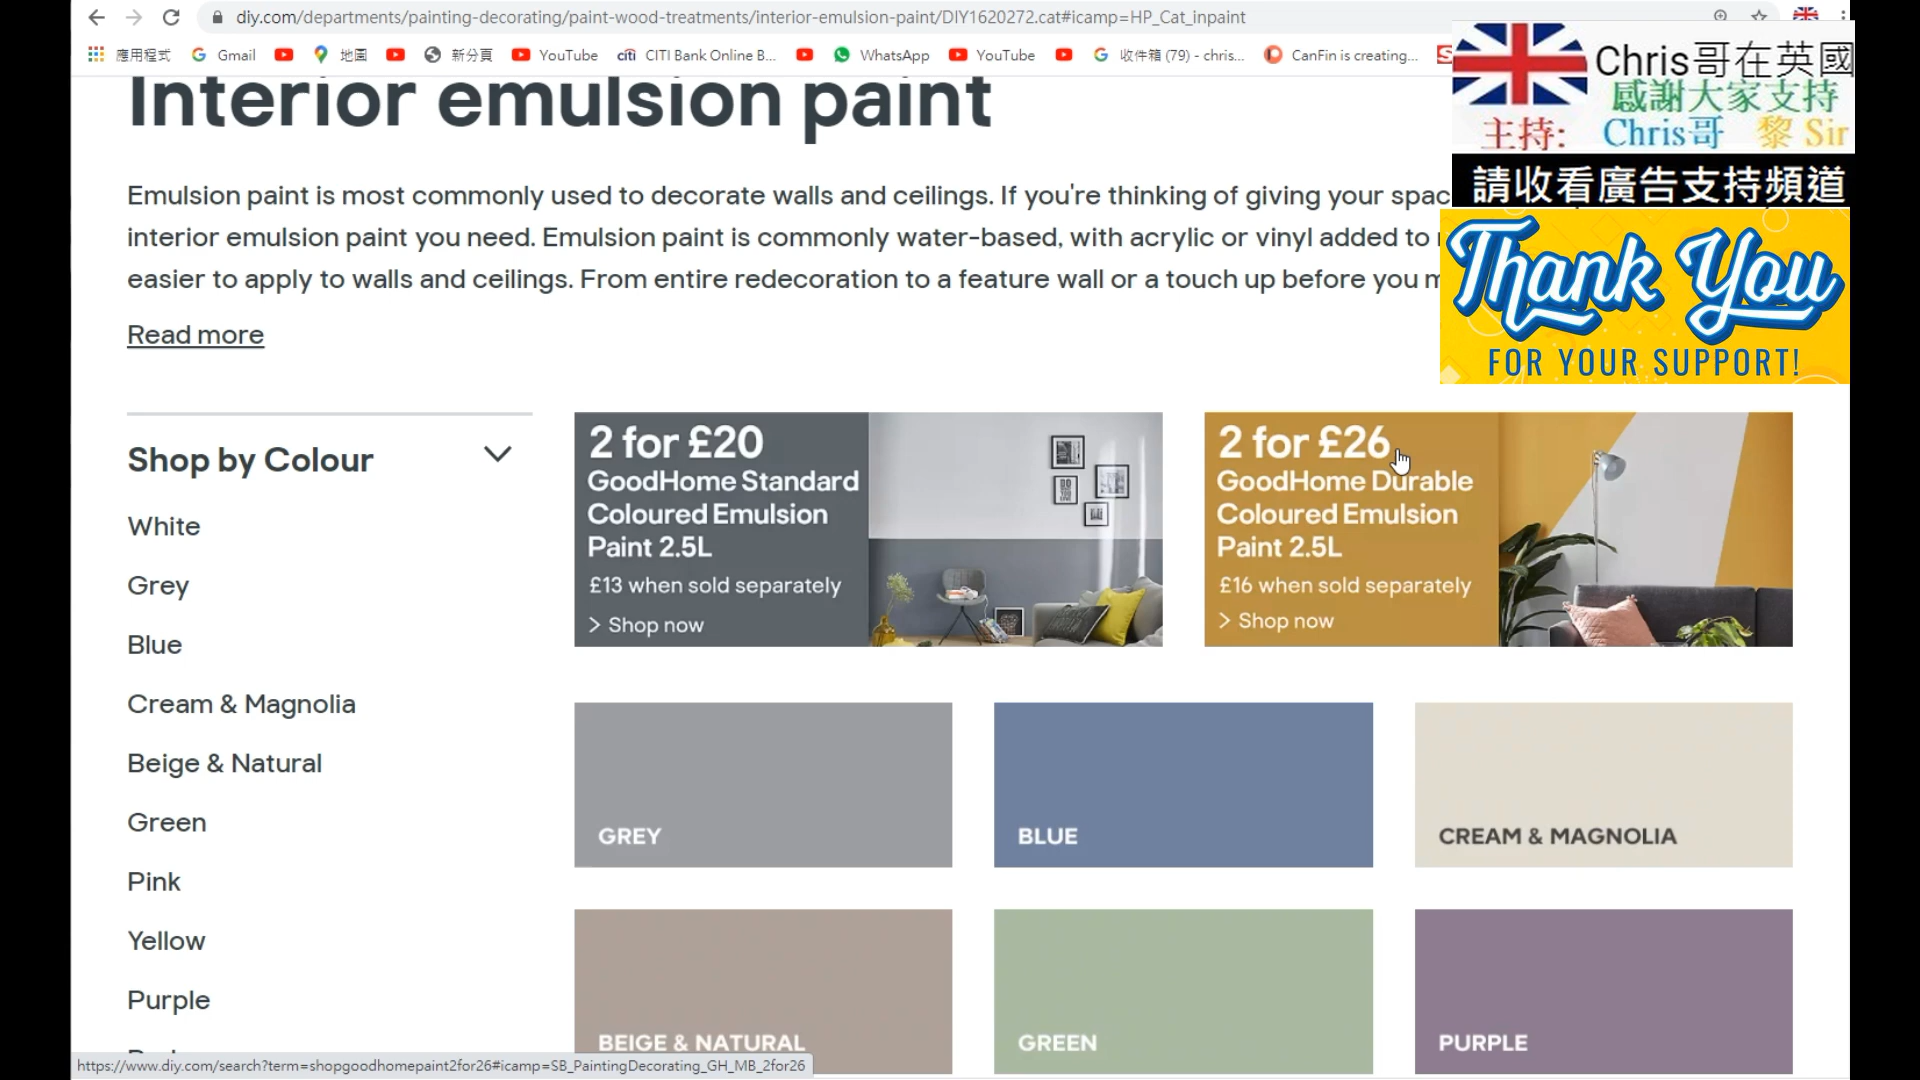 diy.com/departments/painting-decorating/paint-wood-treatments/interior-emulsion-paint/DIY1620272.cat#icamp=HP_Cat_inpaint
應用程式 Gmail 地圖 新分頁 YouTube citi CITI Bank Online B... WhatsApp YouTube 收件箱 (79) - chris... CanFin is creating...
Chris哥在英國
感謝大家支持
主持: Chris哥 黎 Sir
請收看廣告支持頻道
Thank You
FOR YOUR SUPPORT!
Interior emulsion paint
Emulsion paint is most commonly used to decorate walls and ceilings. If you're thinking of giving your
interior emulsion paint you need. Emulsion paint is commonly water-based, with acrylic or vinyl added to
easier to apply to walls and ceilings. From entire redecoration to a feature wall or a touch up before you
Read more
Shop by Colour
White
Grey
Blue
Cream & Magnolia
Beige & Natural
Green
Pink
Yellow
Purple
2 for £20
GoodHome Standard
Coloured Emulsion
Paint 2.5L
£13 when sold separately
> Shop now
2 for £26
GoodHome Durable
Coloured Emulsion
Paint 2.5L
£16 when sold separately
> Shop now
GREY
BLUE
CREAM & MAGNOLIA
BEIGE & NATURAL
GREEN
PURPLE
https://www.diy.com/search?term=shopgoodhomepaint2for26#icamp=SB_PaintingDecorating_GH_MB_2for26